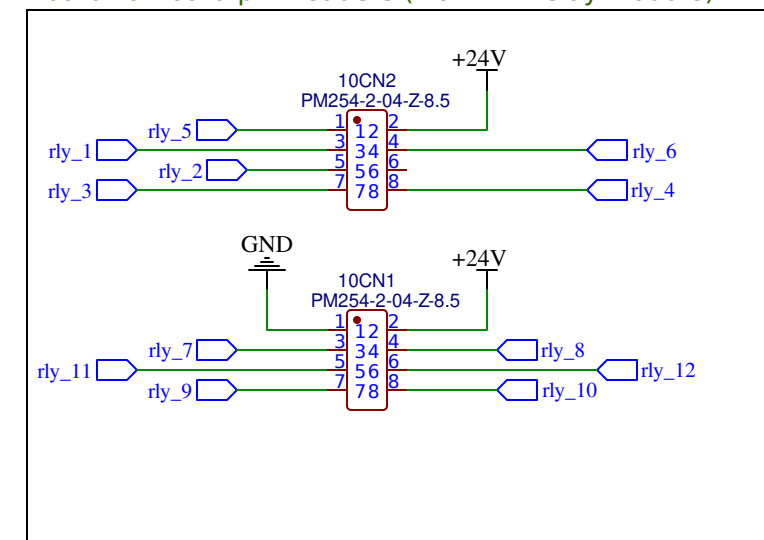 +24V
10CN2
PM254-2-04-Z-8.5
rly_5 1 12 2
rly_1 3 34 4 rly_6
rly_2 5 56 6
rly_3 7 78 8 rly_4
GND
+24V
10CN1
PM254-2-04-Z-8.5
1 12 2
rly_7 3 34 4 rly_8
rly_11 5 56 6 rly_12
rly_9 7 78 8 rly_10